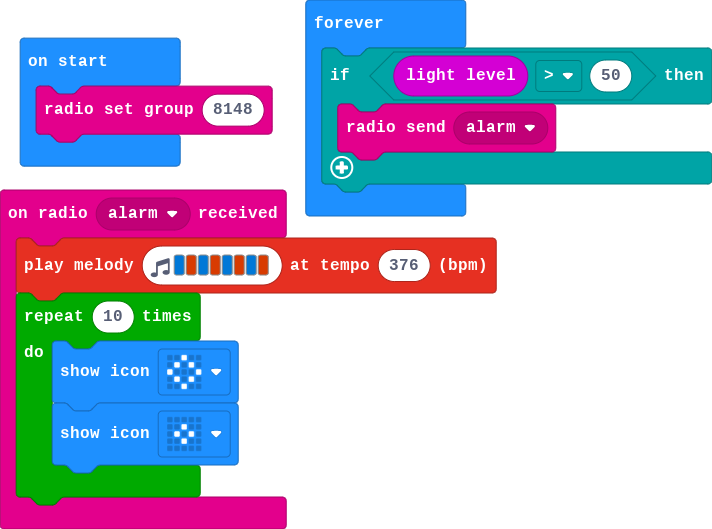 on start
radio set group 8148
forever
if light level > 50 then
radio send alarm
on radio alarm received
play melody at tempo 376 (bpm)
repeat 10 times
do
show icon
show icon